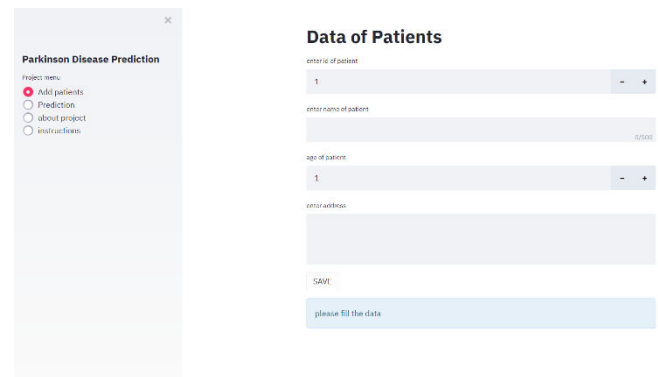 ×
Parkinson Disease Prediction
Project menu
Add patients
Prediction
about project
instructions
Data of Patients
enter id of patient
1
- +
enter name of patient
0/500
age of patient
1
- +
enter address
SAVE
please fill the data